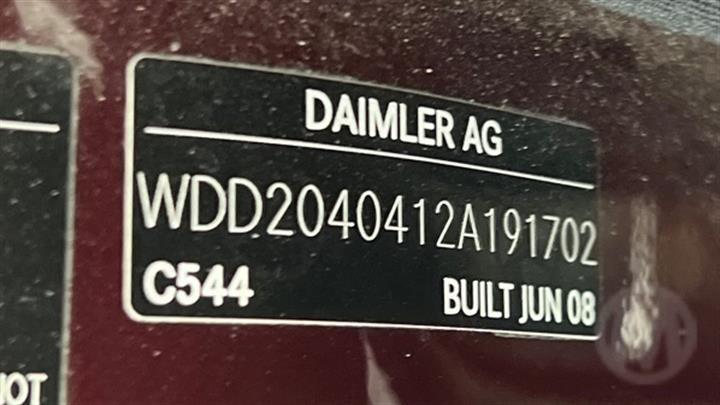 DAIMLER AG
WDD2040412A191702
C544 BUILT JUN 08